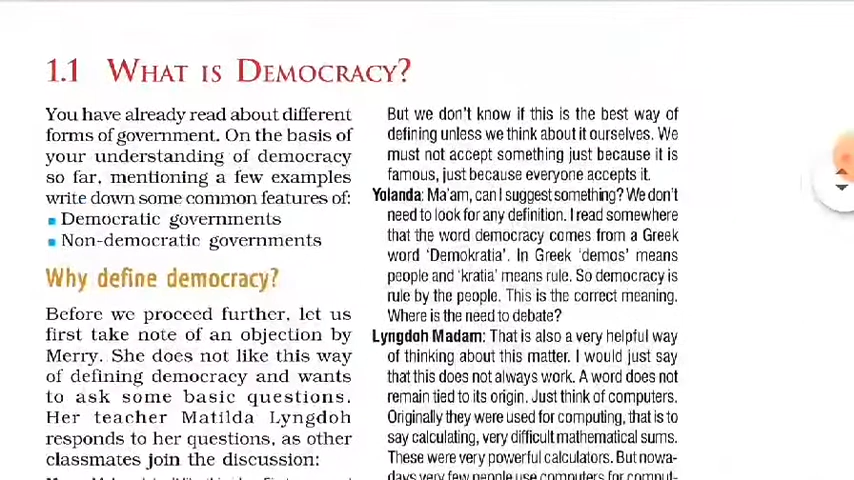 1.1 What is Democracy?
You have already read about different
forms of government. On the basis of
your understanding of democracy
so far, mentioning a few examples
write down some common features of:
Democratic governments
Non-democratic governments
Why define democracy?
Before we proceed further, let us
first take note of an objection by
Merry. She does not like this way
of defining democracy and wants
to ask some basic questions.
Her teacher Matilda Lyngdoh
responds to her questions, as other
classmates join the discussion:
But we don't know if this is the best way of
defining unless we think about it ourselves. We
must not accept something just because it is
famous, just because everyone accepts it.
Yolanda: Ma'am, can I suggest something? We don't
need to look for any definition. I read somewhere
that the word democracy comes from a Greek
word 'Demokratia'. In Greek 'demos' means
people and 'kratia' means rule. So democracy is
rule by the people. This is the correct meaning.
Where is the need to debate?
Lyngdoh Madam: That is also a very helpful way
of thinking about this matter. I would just say
that this does not always work. A word does not
remain tied to its origin. Just think of computers.
Originally they were used for computing, that is to
say calculating, very difficult mathematical sums.
These were very powerful calculators. But nowa-
days very few people use computers for comput-